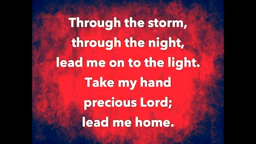 Through the storm,
through the night,
lead me on to the light.
Take my hand
precious Lord;
lead me home.